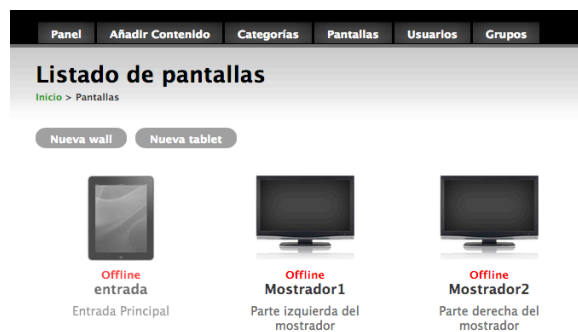 Panel Añadir Contenido Categorías Pantallas Usuarios Grupos
Listado de pantallas
Inicio > Pantallas
Nueva wall Nueva tablet
Offline
entrada
Entrada Principal
Offline
Mostrador1
Parte izquierda del
mostrador
Offline
Mostrador2
Parte derecha del
mostrador